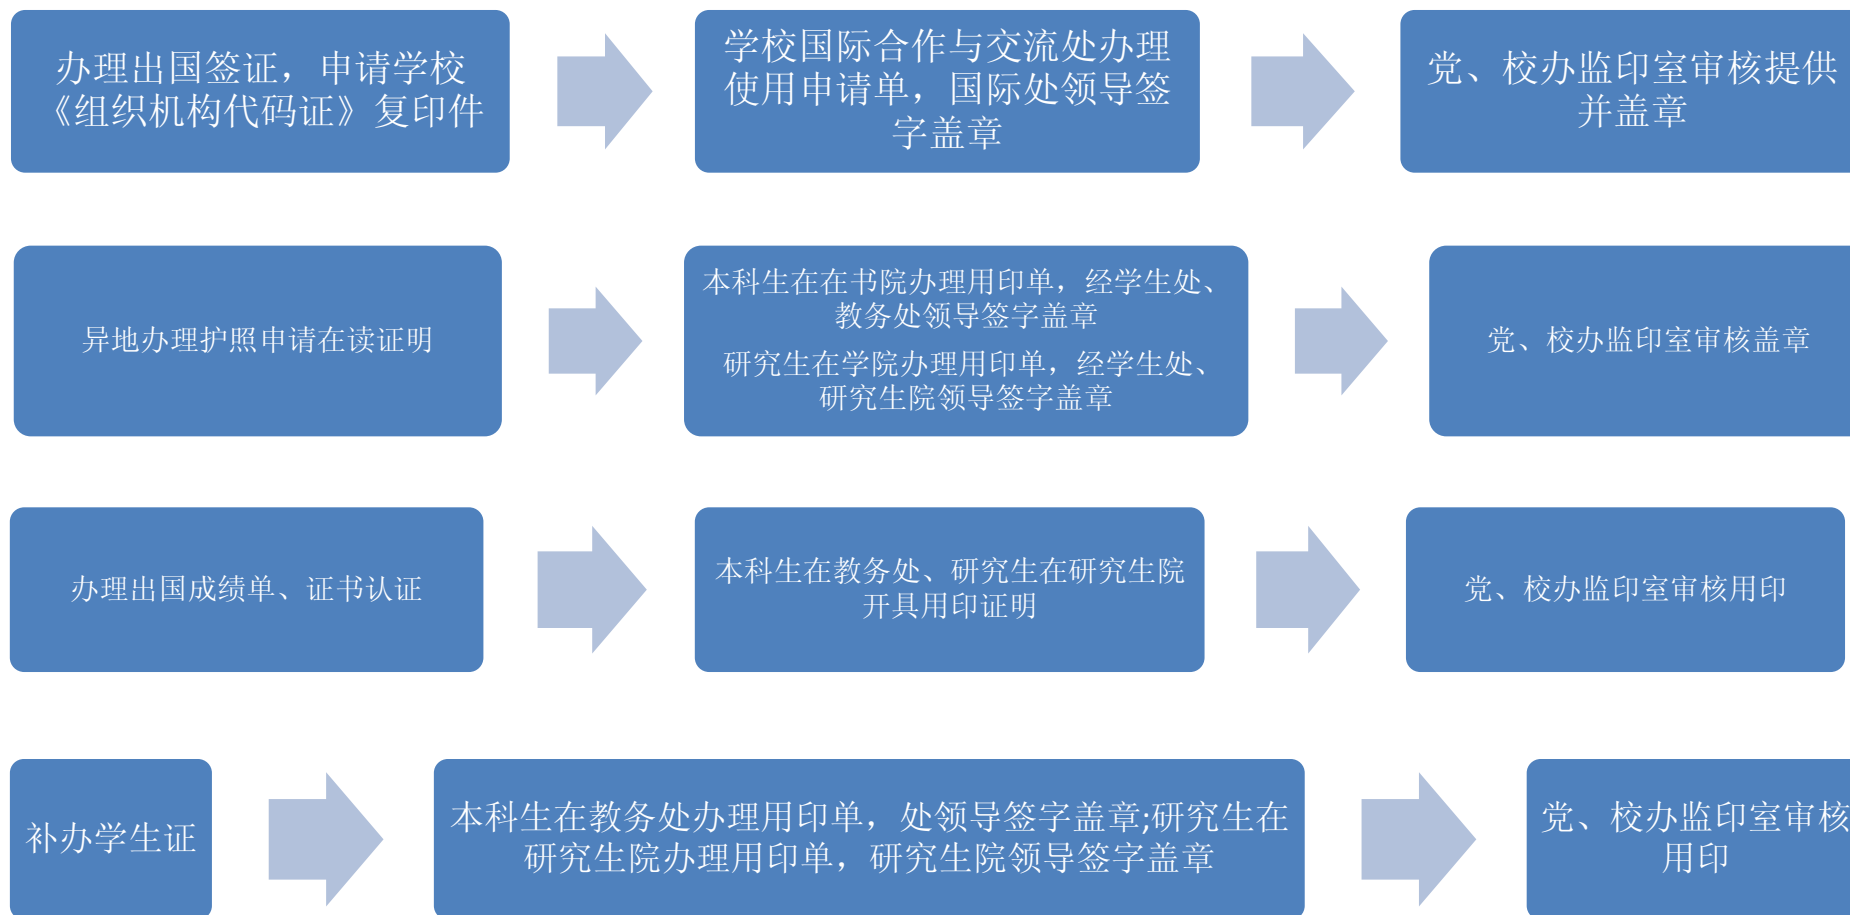 办理出国签证，申请学校
《组织机构代码证》复印件
学校国际合作与交流处办理
使用申请单，国际处领导签
字盖章
党、校办监印室审核提供
并盖章
异地办理护照申请在读证明
本科生在在书院办理用印单，经学生处、
教务处领导签字盖章
研究生在学院办理用印单，经学生处、
研究生院领导签字盖章
党、校办监印室审核盖章
办理出国成绩单、证书认证
本科生在教务处、研究生在研究生院
开具用印证明
党、校办监印室审核用印
补办学生证
本科生在教务处办理用印单，处领导签字盖章;研究生在
研究生院办理用印单，研究生院领导签字盖章
党、校办监印室审核
用印